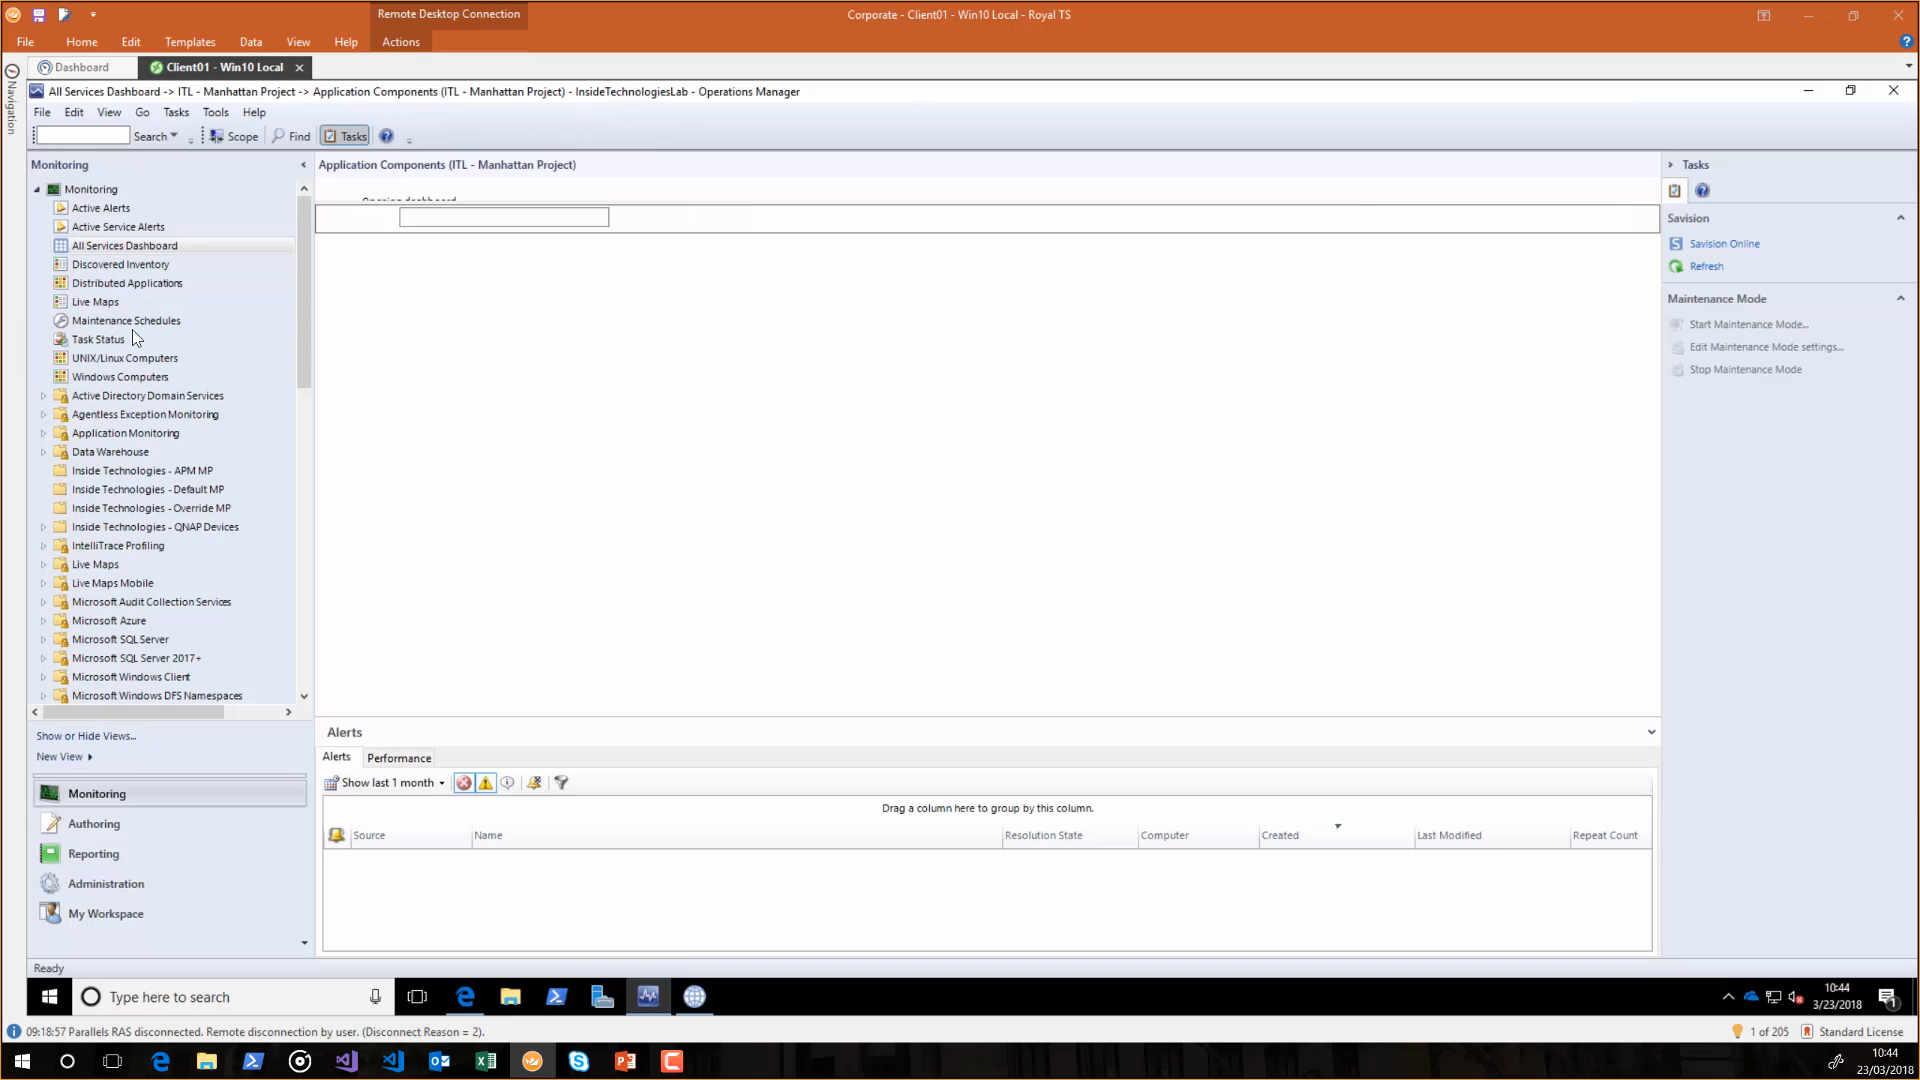 Remote Desktop Connection
Corporate - Client01 - Win10 Local - Royal TS
File Home Edit Templates Data View Help Actions
Dashboard
Client01 - Win10 Local
Navigation
All Services Dashboard -> ITL - Manhattan Project -> Application Components (ITL - Manhattan Project) - InsideTechnologiesLab - Operations Manager
File Edit View Go Tasks Tools Help
Search Scope Find Tasks
Monitoring
Monitoring
Active Alerts
Active Service Alerts
All Services Dashboard
Discovered Inventory
Distributed Applications
Live Maps
Maintenance Schedules
Task Status
UNIX/Linux Computers
Windows Computers
Active Directory Domain Services
Agentless Exception Monitoring
Application Monitoring
Data Warehouse
Inside Technologies - APM MP
Inside Technologies - Default MP
Inside Technologies - Override MP
Inside Technologies - QNAP Devices
IntelliTrace Profiling
Live Maps
Live Maps Mobile
Microsoft Audit Collection Services
Microsoft Azure
Microsoft SQL Server
Microsoft SQL Server 2017+
Microsoft Windows Client
Microsoft Windows DFS Namespaces
Show or Hide Views...
New View
Monitoring
Authoring
Reporting
Administration
My Workspace
Application Components (ITL - Manhattan Project)
Opening dashboard
Alerts
Alerts Performance
Show last 1 month
Drag a column here to group by this column.
Source Name Resolution State Computer Created Last Modified Repeat Count
Tasks
Savision
Savision Online
Refresh
Maintenance Mode
Start Maintenance Mode...
Edit Maintenance Mode settings...
Stop Maintenance Mode
Ready
Type here to search
10:44
3/23/2018
1
09:18:57 Parallels RAS disconnected. Remote disconnection by user. (Disconnect Reason = 2).
1 of 205
Standard License
10:44
23/03/2018